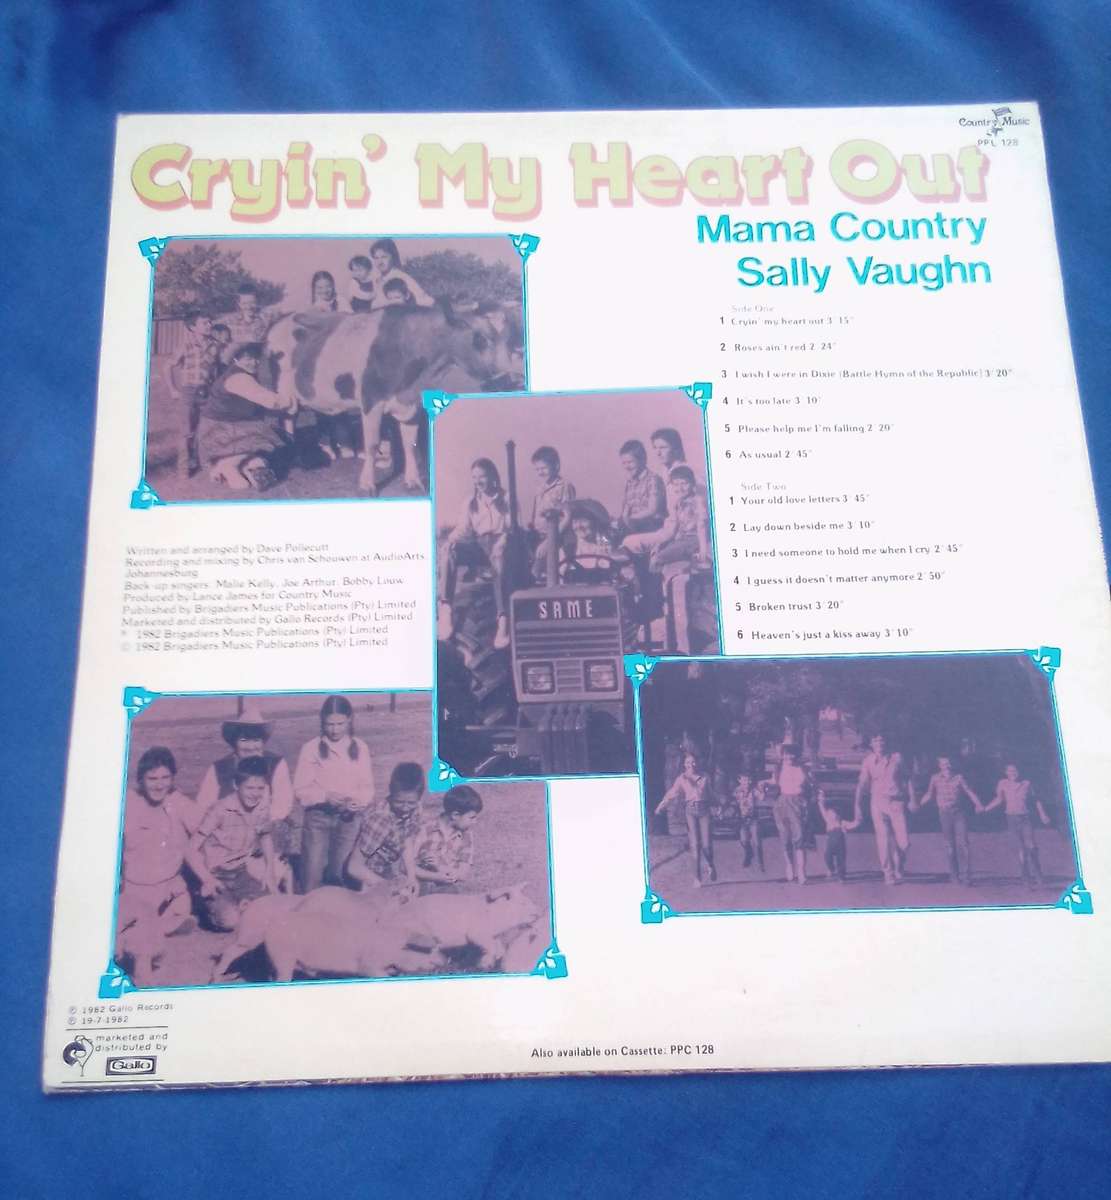 Country Music
PPL 128
Cryin' My Heart Out
Mama Country
Sally Vaughn
Side One
1 Cryin' my heart out 3'15"
2 Roses ain't red 2'24"
3 I wish I were in Dixie [Battle Hymn of the Republic] 3'20"
4 It's too late 3'10"
5 Please help me I'm falling 2'20"
6 As usual 2'45"
Side Two
1 Your old love letters 3'45"
2 Lay down beside me 3'10"
3 I need someone to hold me when I cry 2'45"
4 I guess it doesn't matter anymore 2'50"
5 Broken trust 3'20"
6 Heaven's just a kiss away 3'10"
SAME
Written and arranged by Dave Pollecutt
Recording and mixing by Chris van Schouwen at AudioArts,
Johannesburg
Back-up singers: Malie Kelly, Joe Arthur, Bobby Louw
Produced by Lance James for Country Music
Published by Brigadiers Music Publications (Pty) Limited
Marketed and distributed by Gallo Records (Pty) Limited
℗ 1982 Brigadiers Music Publications (Pty) Limited
© 1982 Brigadiers Music Publications (Pty) Limited
℗ 1982 Gallo Records
℗ 19-7-1982
marketed and
distributed by
Gallo
Also available on Cassette: PPC 128